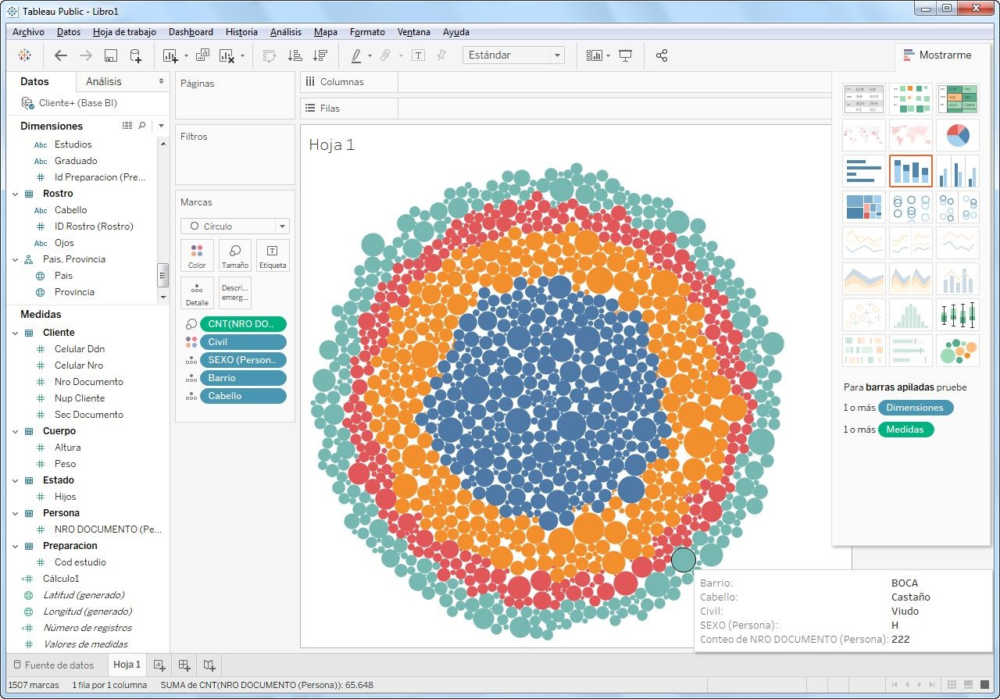 Tableau Public - Libro1
Archivo Datos Hoja de trabajo Dashboard Historia Análisis Mapa Formato Ventana Ayuda
Estándar
Mostrarme
Datos
Análisis
Cliente+ (Base BI)
Dimensiones
Abc Estudios
Abc Graduado
Id Preparacion (Pre...
Rostro
Abc Cabello
ID Rostro (Rostro)
Abc Ojos
Pais, Provincia
Pais
Provincia
Medidas
Cliente
Celular Ddn
Celular Nro
Nro Documento
Nup Cliente
Sec Documento
Cuerpo
Altura
Peso
Estado
Hijos
Persona
NRO DOCUMENTO (Pe...
Preparacion
Cod estudio
Cálculo1
Latitud (generado)
Longitud (generado)
Número de registros
Valores de medidas
Páginas
Filtros
Marcas
Círculo
Color
Tamaño
Etiqueta
Detalle
Descri...
emerg...
CNT(NRO DO..
Civil
SEXO (Person..
Barrio
Cabello
Columnas
Filas
Hoja 1
Para barras apiladas pruebe
1 o más Dimensiones
1 o más Medidas
Barrio: BOCA
Cabello: Castaño
Civil: Viudo
SEXO (Persona): H
Conteo de NRO DOCUMENTO (Persona): 222
Fuente de datos
Hoja 1
1507 marcas
1 fila por 1 columna
SUMA de CNT(NRO DOCUMENTO (Persona)): 65.648